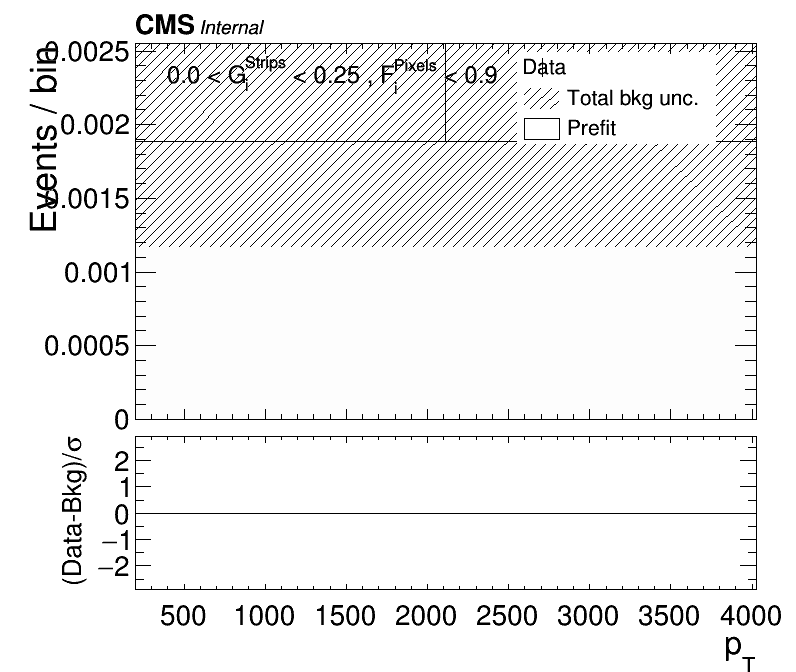 CMS Internal
Events / bin
0.0025
0.002
0.0015
0.001
0.0005
0
0.0 < G_i^Strips < 0.25 , F_i^Pixels < 0.9
Data
Total bkg unc.
Prefit
(Data-Bkg)/σ
2
1
0
−1
−2
500 1000 1500 2000 2500 3000 3500 4000
p_T